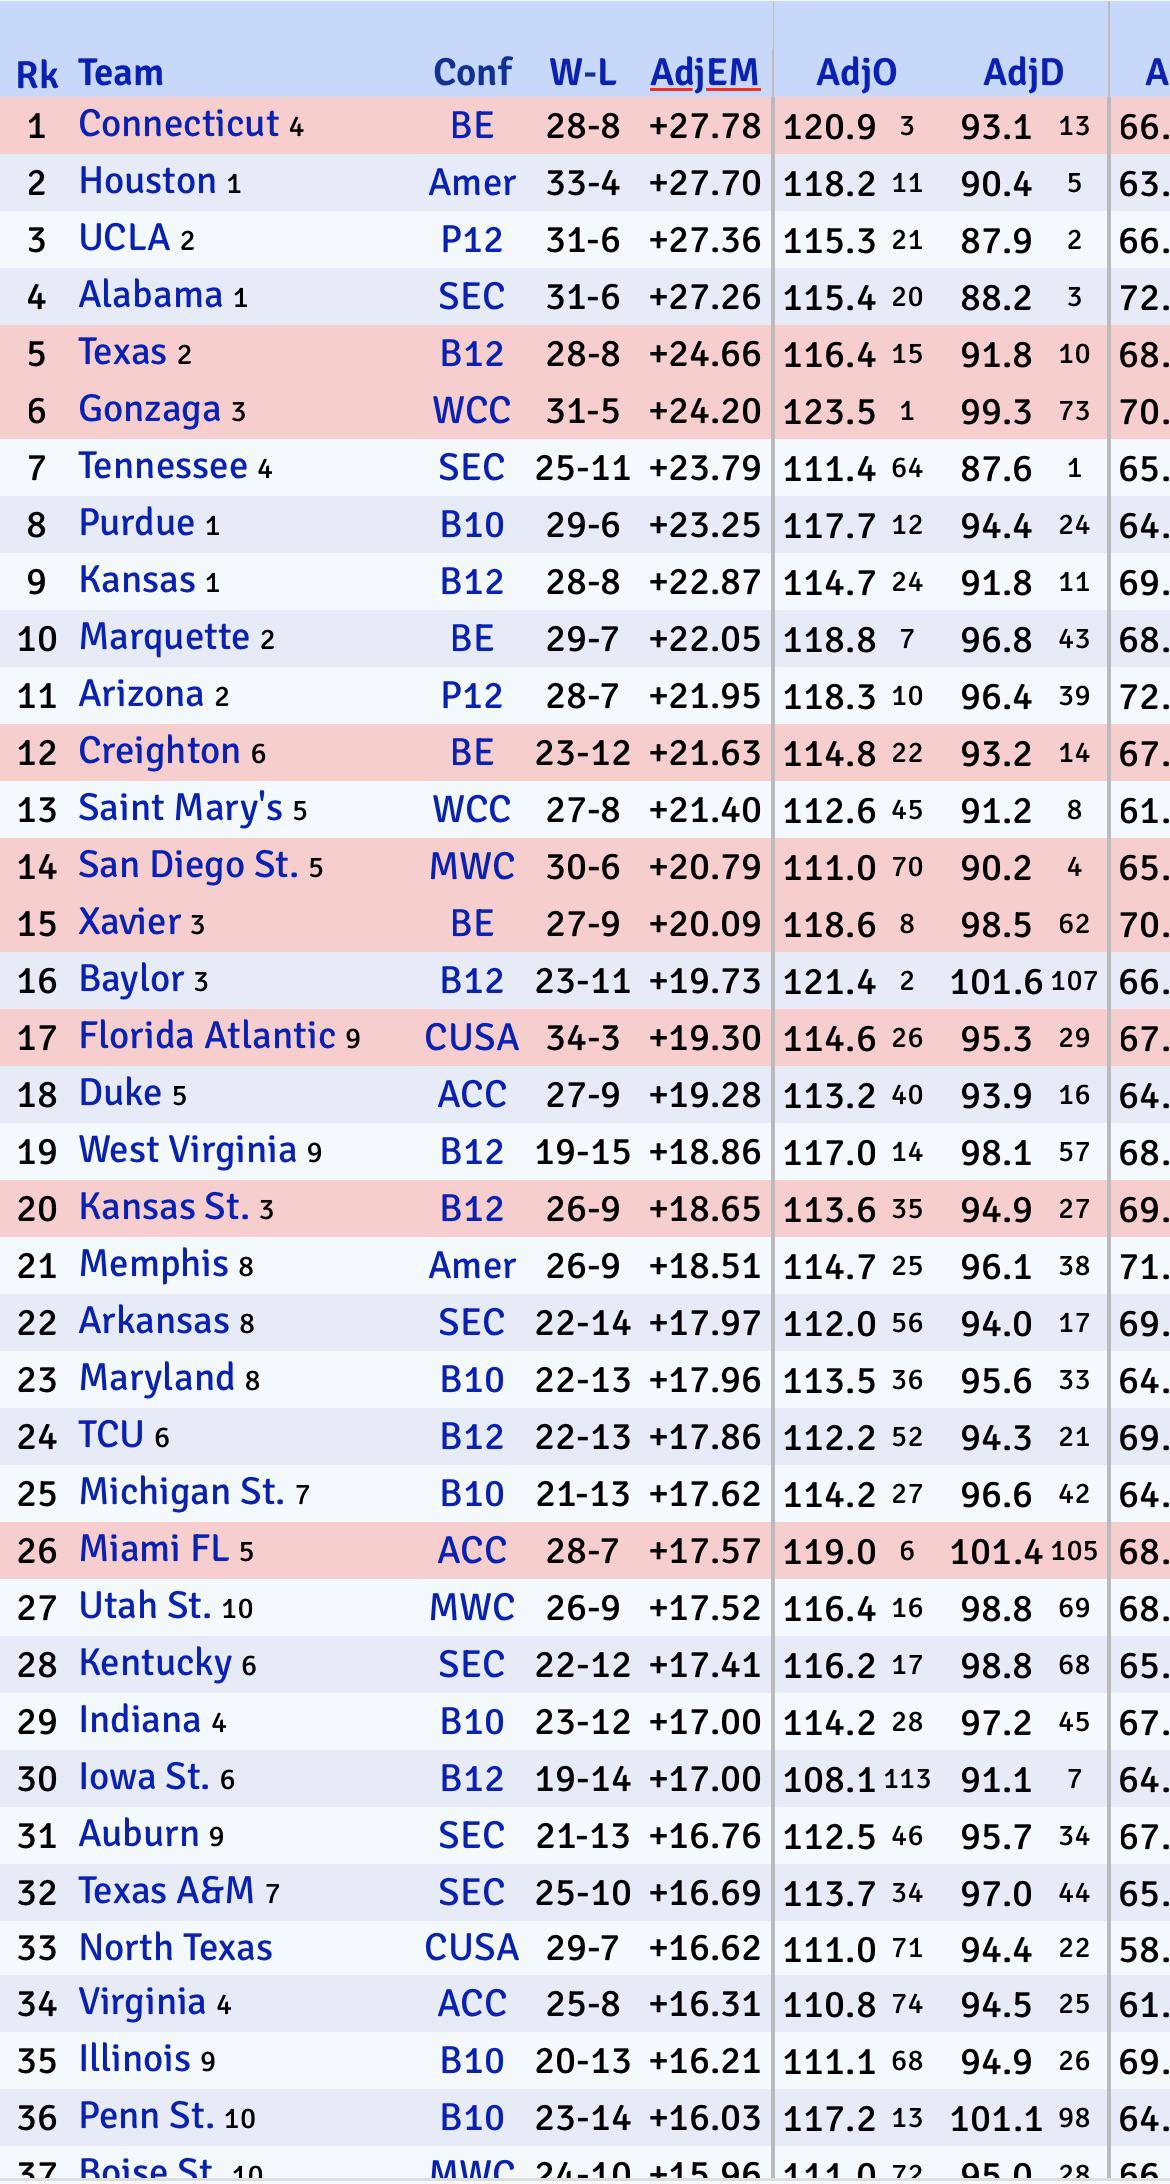 Rk Team Conf W-L AdjEM AdjO AdjD A
1 Connecticut 4 BE 28-8 +27.78 120.9 3 93.1 13 66.
2 Houston 1 Amer 33-4 +27.70 118.2 11 90.4 5 63.
3 UCLA 2 P12 31-6 +27.36 115.3 21 87.9 2 66.
4 Alabama 1 SEC 31-6 +27.26 115.4 20 88.2 3 72.
5 Texas 2 B12 28-8 +24.66 116.4 15 91.8 10 68.
6 Gonzaga 3 WCC 31-5 +24.20 123.5 1 99.3 73 70.
7 Tennessee 4 SEC 25-11 +23.79 111.4 64 87.6 1 65.
8 Purdue 1 B10 29-6 +23.25 117.7 12 94.4 24 64.
9 Kansas 1 B12 28-8 +22.87 114.7 24 91.8 11 69.
10 Marquette 2 BE 29-7 +22.05 118.8 7 96.8 43 68.
11 Arizona 2 P12 28-7 +21.95 118.3 10 96.4 39 72.
12 Creighton 6 BE 23-12 +21.63 114.8 22 93.2 14 67.
13 Saint Mary's 5 WCC 27-8 +21.40 112.6 45 91.2 8 61.
14 San Diego St. 5 MWC 30-6 +20.79 111.0 70 90.2 4 65.
15 Xavier 3 BE 27-9 +20.09 118.6 8 98.5 62 70.
16 Baylor 3 B12 23-11 +19.73 121.4 2 101.6 107 66.
17 Florida Atlantic 9 CUSA 34-3 +19.30 114.6 26 95.3 29 67.
18 Duke 5 ACC 27-9 +19.28 113.2 40 93.9 16 64.
19 West Virginia 9 B12 19-15 +18.86 117.0 14 98.1 57 68.
20 Kansas St. 3 B12 26-9 +18.65 113.6 35 94.9 27 69.
21 Memphis 8 Amer 26-9 +18.51 114.7 25 96.1 38 71.
22 Arkansas 8 SEC 22-14 +17.97 112.0 56 94.0 17 69.
23 Maryland 8 B10 22-13 +17.96 113.5 36 95.6 33 64.
24 TCU 6 B12 22-13 +17.86 112.2 52 94.3 21 69.
25 Michigan St. 7 B10 21-13 +17.62 114.2 27 96.6 42 64.
26 Miami FL 5 ACC 28-7 +17.57 119.0 6 101.4 105 68.
27 Utah St. 10 MWC 26-9 +17.52 116.4 16 98.8 69 68.
28 Kentucky 6 SEC 22-12 +17.41 116.2 17 98.8 68 65.
29 Indiana 4 B10 23-12 +17.00 114.2 28 97.2 45 67.
30 Iowa St. 6 B12 19-14 +17.00 108.1 113 91.1 7 64.
31 Auburn 9 SEC 21-13 +16.76 112.5 46 95.7 34 67.
32 Texas A&M 7 SEC 25-10 +16.69 113.7 34 97.0 44 65.
33 North Texas CUSA 29-7 +16.62 111.0 71 94.4 22 58.
34 Virginia 4 ACC 25-8 +16.31 110.8 74 94.5 25 61.
35 Illinois 9 B10 20-13 +16.21 111.1 68 94.9 26 69.
36 Penn St. 10 B10 23-14 +16.03 117.2 13 101.1 98 64.
37 Boise St. 10 MWC 24-10 +15.96 111.0 72 95.0 28 66.